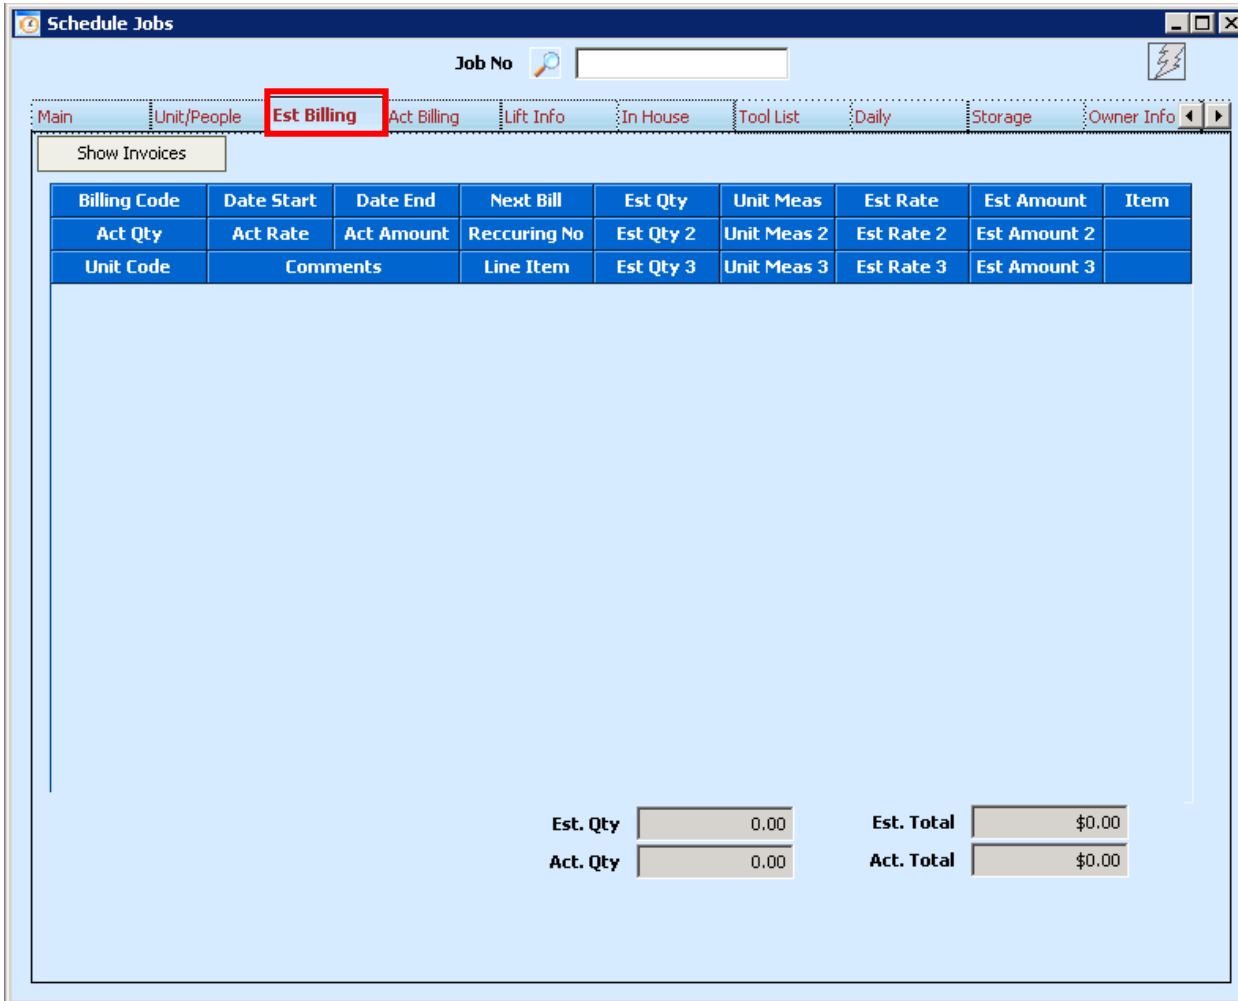 Schedule Jobs
Job No
Main Unit/People Est Billing Act Billing Lift Info In House Tool List Daily Storage Owner Info
Show Invoices
Billing Code Date Start Date End Next Bill Est Qty Unit Meas Est Rate Est Amount Item
Act Qty Act Rate Act Amount Reccuring No Est Qty 2 Unit Meas 2 Est Rate 2 Est Amount 2
Unit Code Comments Line Item Est Qty 3 Unit Meas 3 Est Rate 3 Est Amount 3
Est. Qty 0.00 Est. Total $0.00
Act. Qty 0.00 Act. Total $0.00